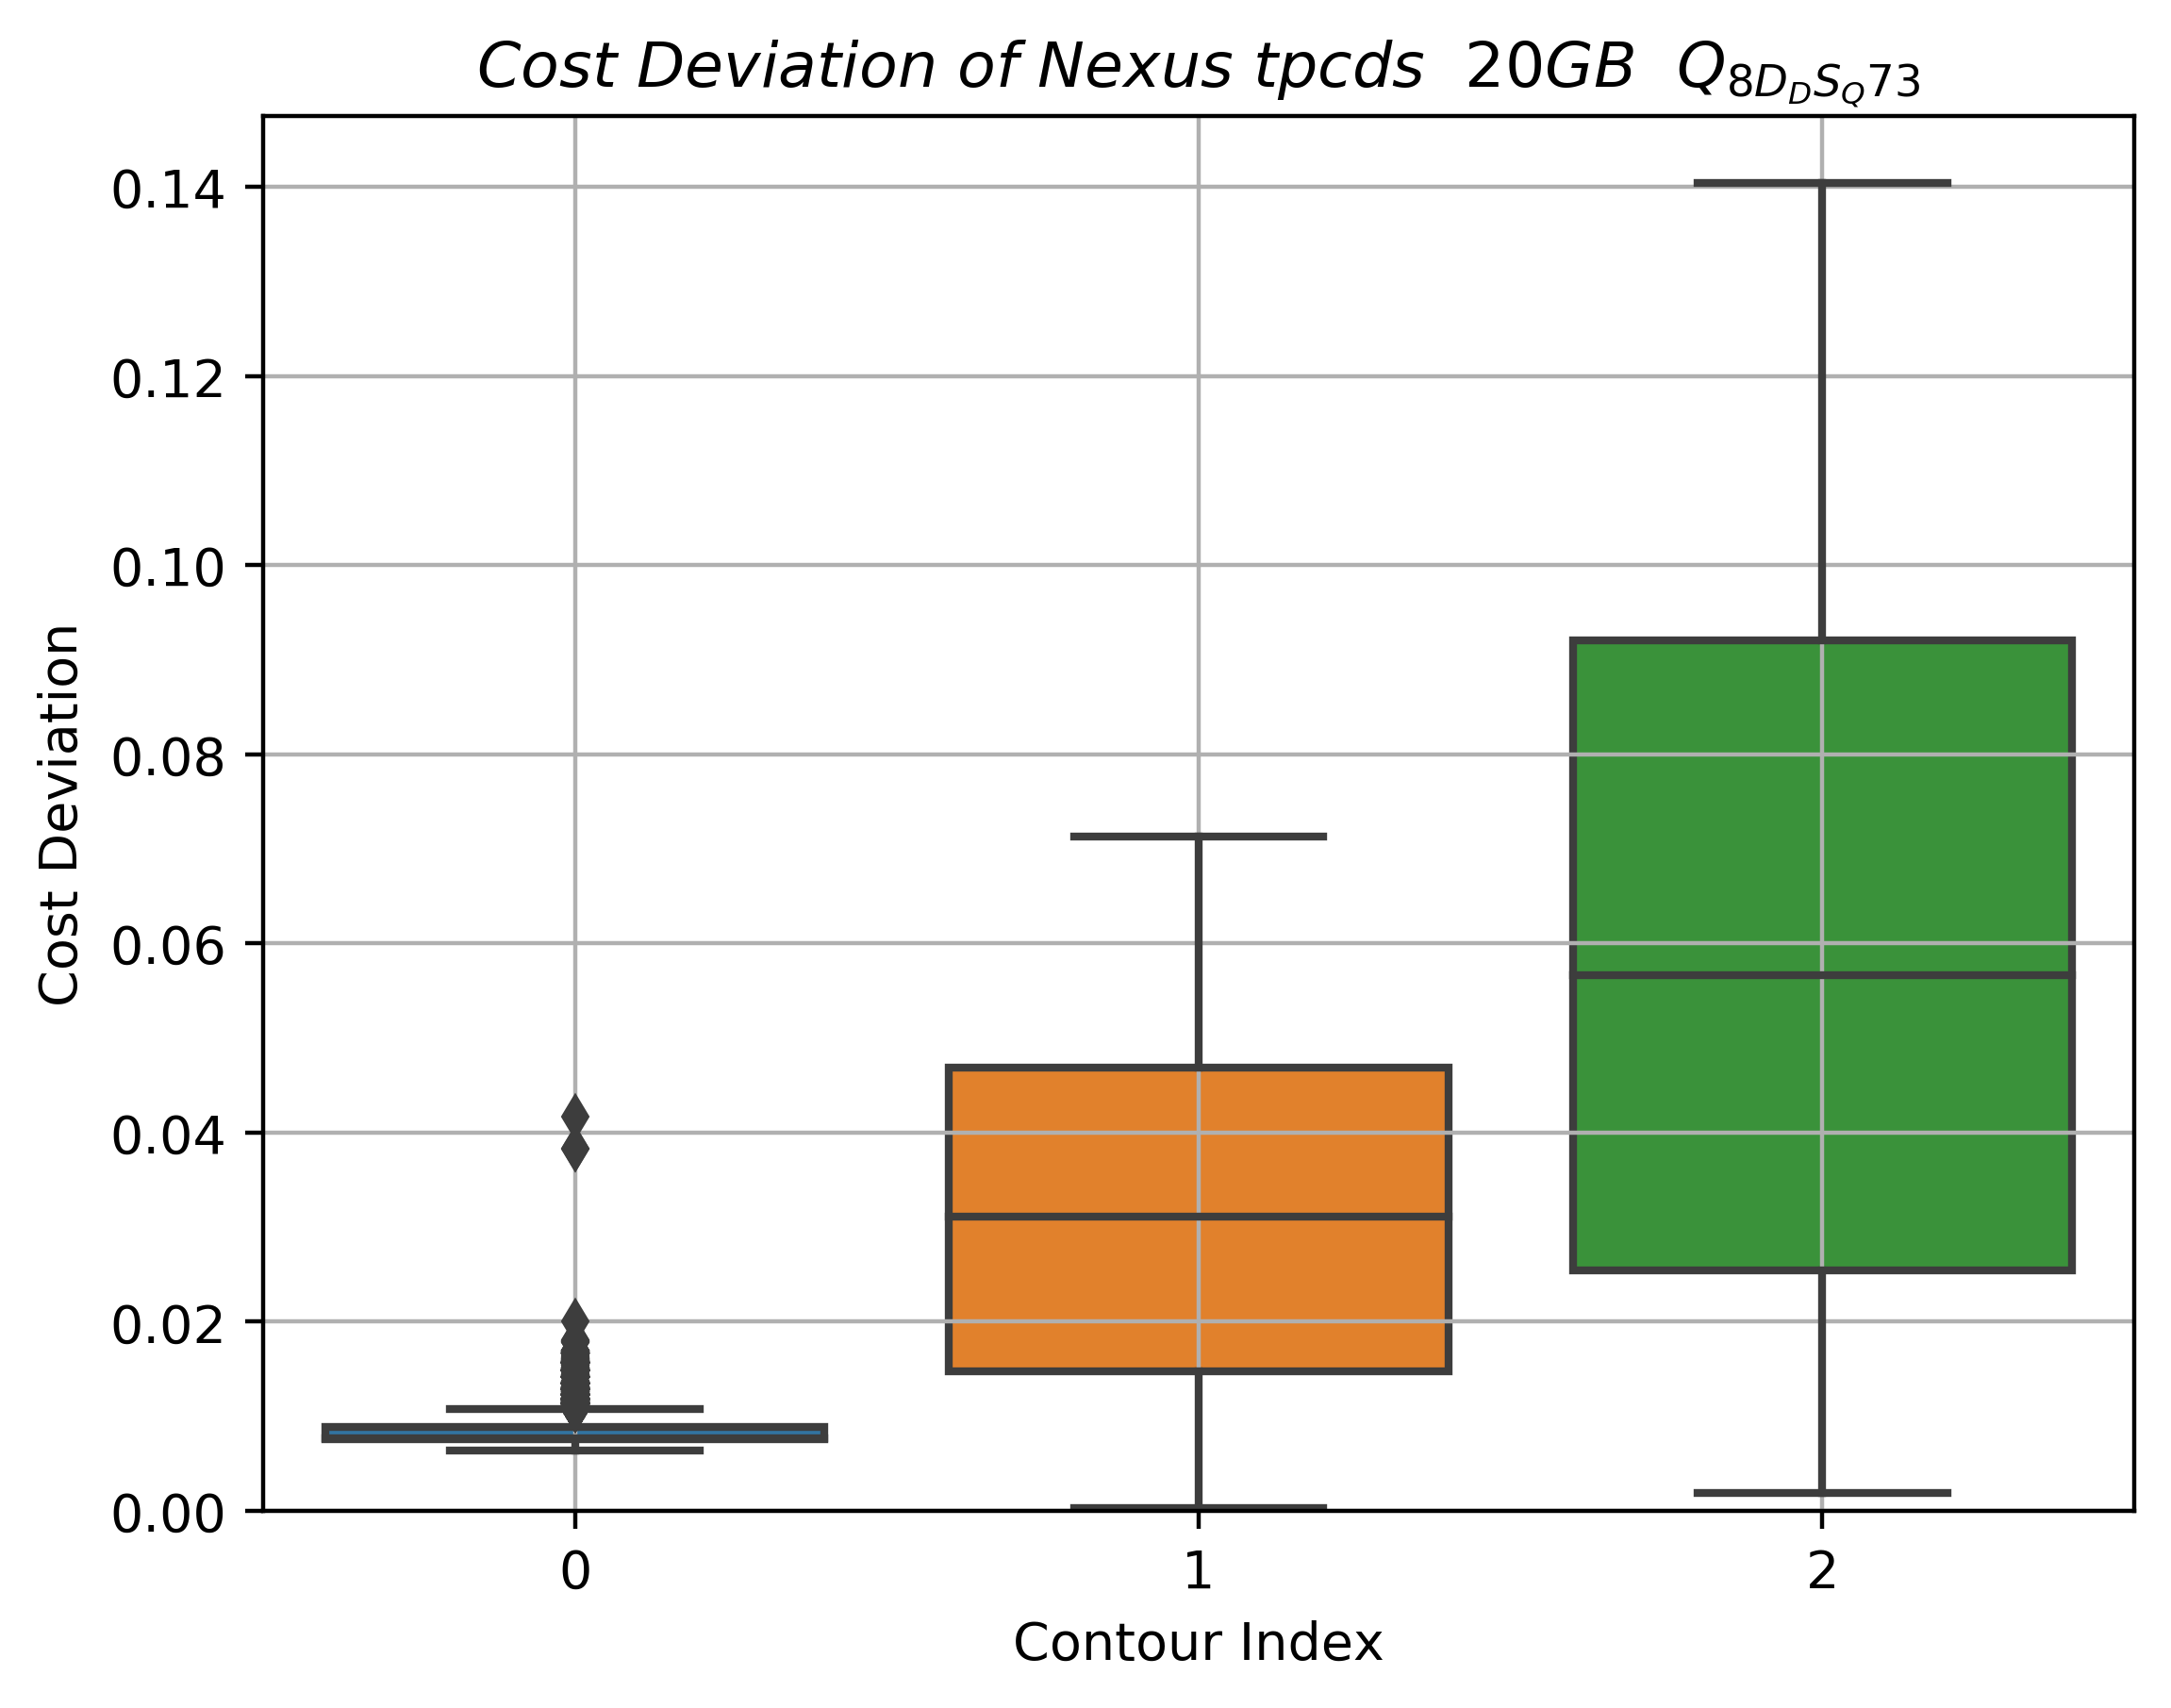 Cost Deviation of Nexus tpcds 20GB Q8DDSQ73
0.14
0.12
0.10
0.08
0.06
0.04
0.02
0.00
Cost Deviation
0 1 2
Contour Index